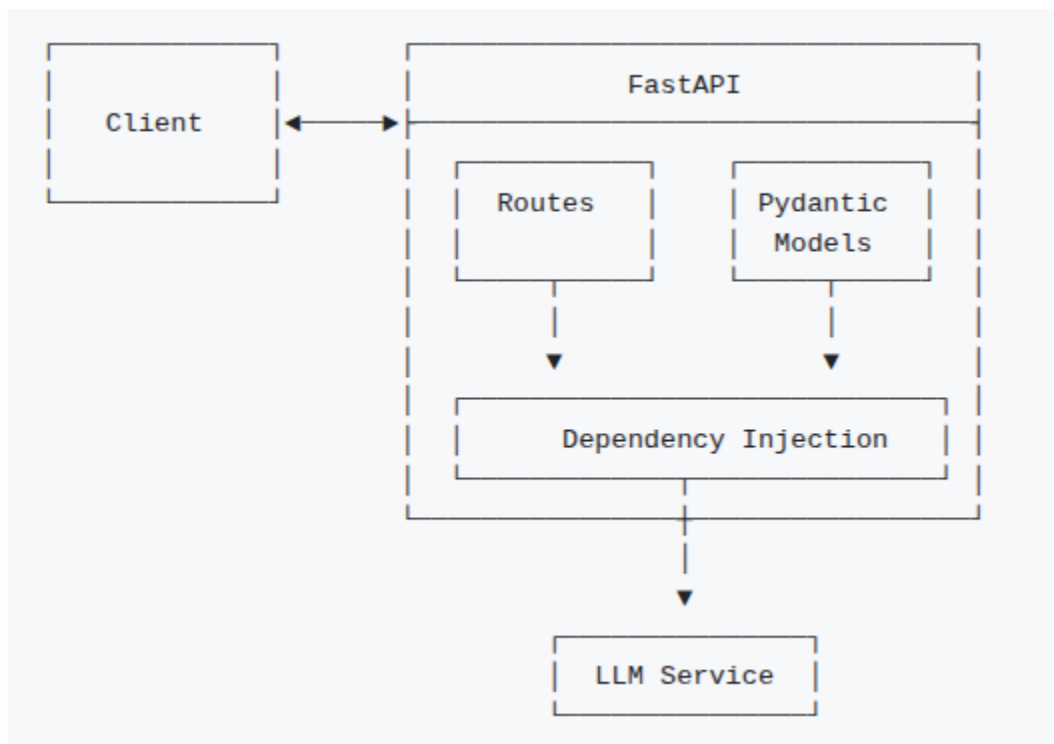 FastAPI
Client
Routes
Pydantic
Models
Dependency Injection
LLM Service